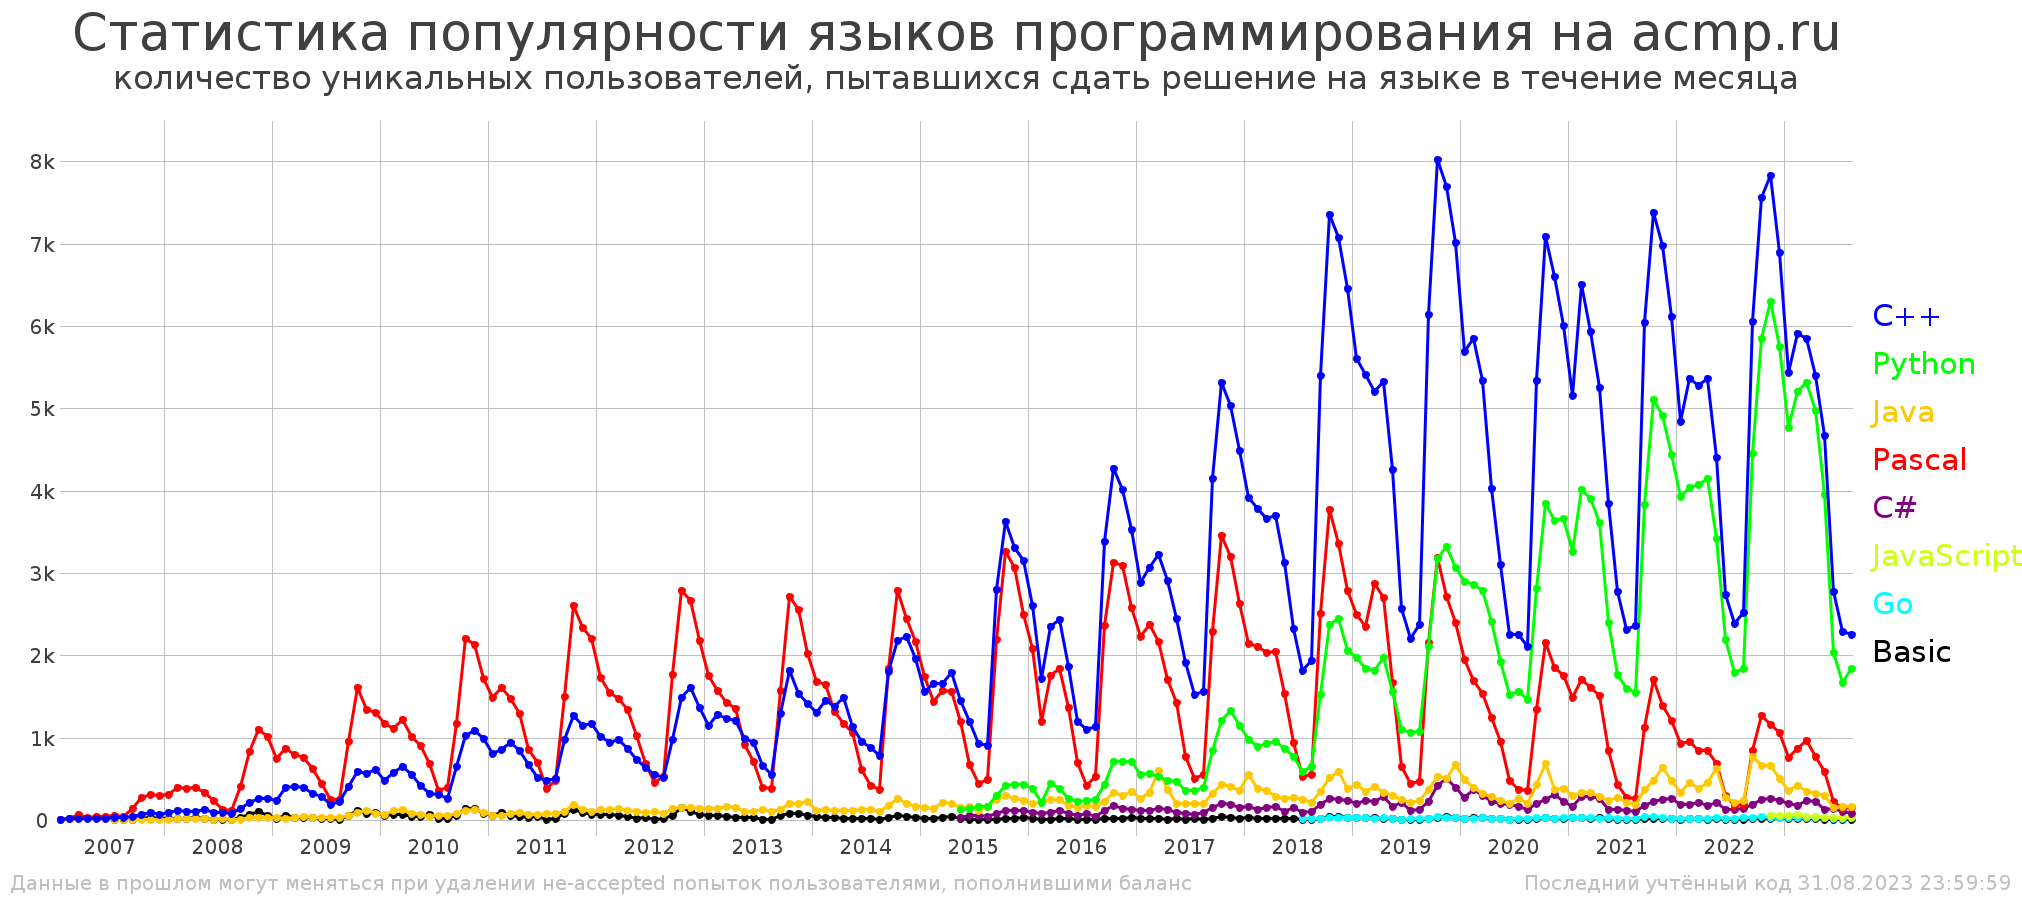 Статистика популярности языков программирования на acmp.ru
количество уникальных пользователей, пытавшихся сдать решение на языке в течение месяца
8k
7k
6k
5k
4k
3k
2k
1k
0
C++
Python
Java
Pascal
C#
JavaScript
Go
Basic
2007 2008 2009 2010 2011 2012 2013 2014 2015 2016 2017 2018 2019 2020 2021 2022
Данные в прошлом могут меняться при удалении не-accepted попыток пользователями, пополнившими баланс
Последний учтённый код 31.08.2023 23:59:59